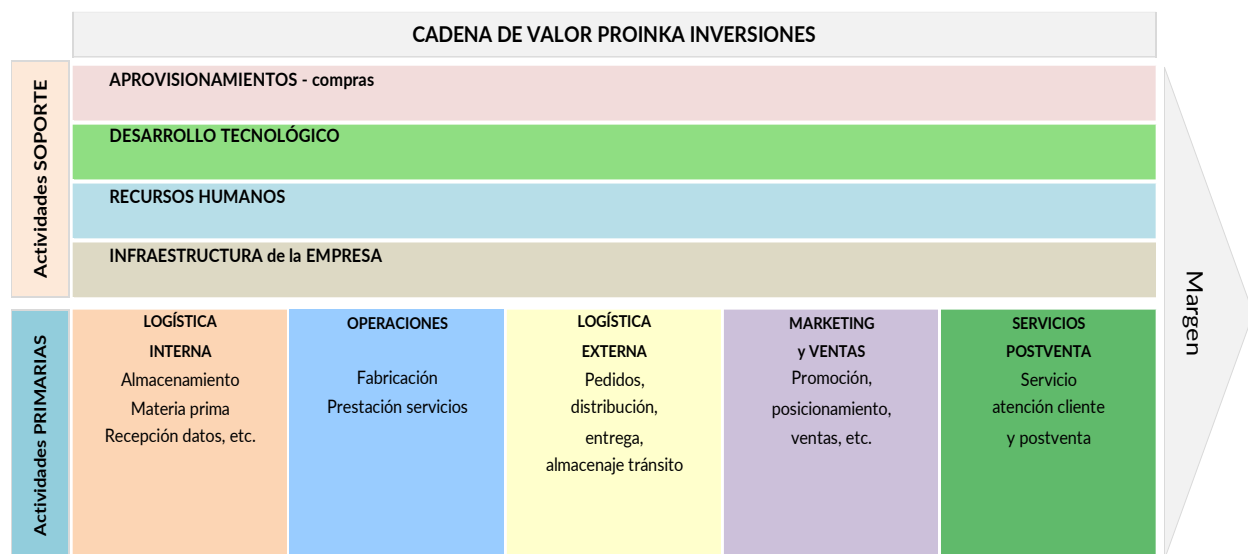 CADENA DE VALOR PROINKA INVERSIONES
Actividades SOPORTE
APROVISIONAMIENTOS - compras
DESARROLLO TECNOLÓGICO
RECURSOS HUMANOS
INFRAESTRUCTURA de la EMPRESA
Margen
Actividades PRIMARIAS
LOGÍSTICA
INTERNA
Almacenamiento
Materia prima
Recepción datos, etc.
OPERACIONES
Fabricación
Prestación servicios
LOGÍSTICA
EXTERNA
Pedidos,
distribución,
entrega,
almacenaje tránsito
MARKETING
y VENTAS
Promoción,
posicionamiento,
ventas, etc.
SERVICIOS
POSTVENTA
Servicio
atención cliente
y postventa